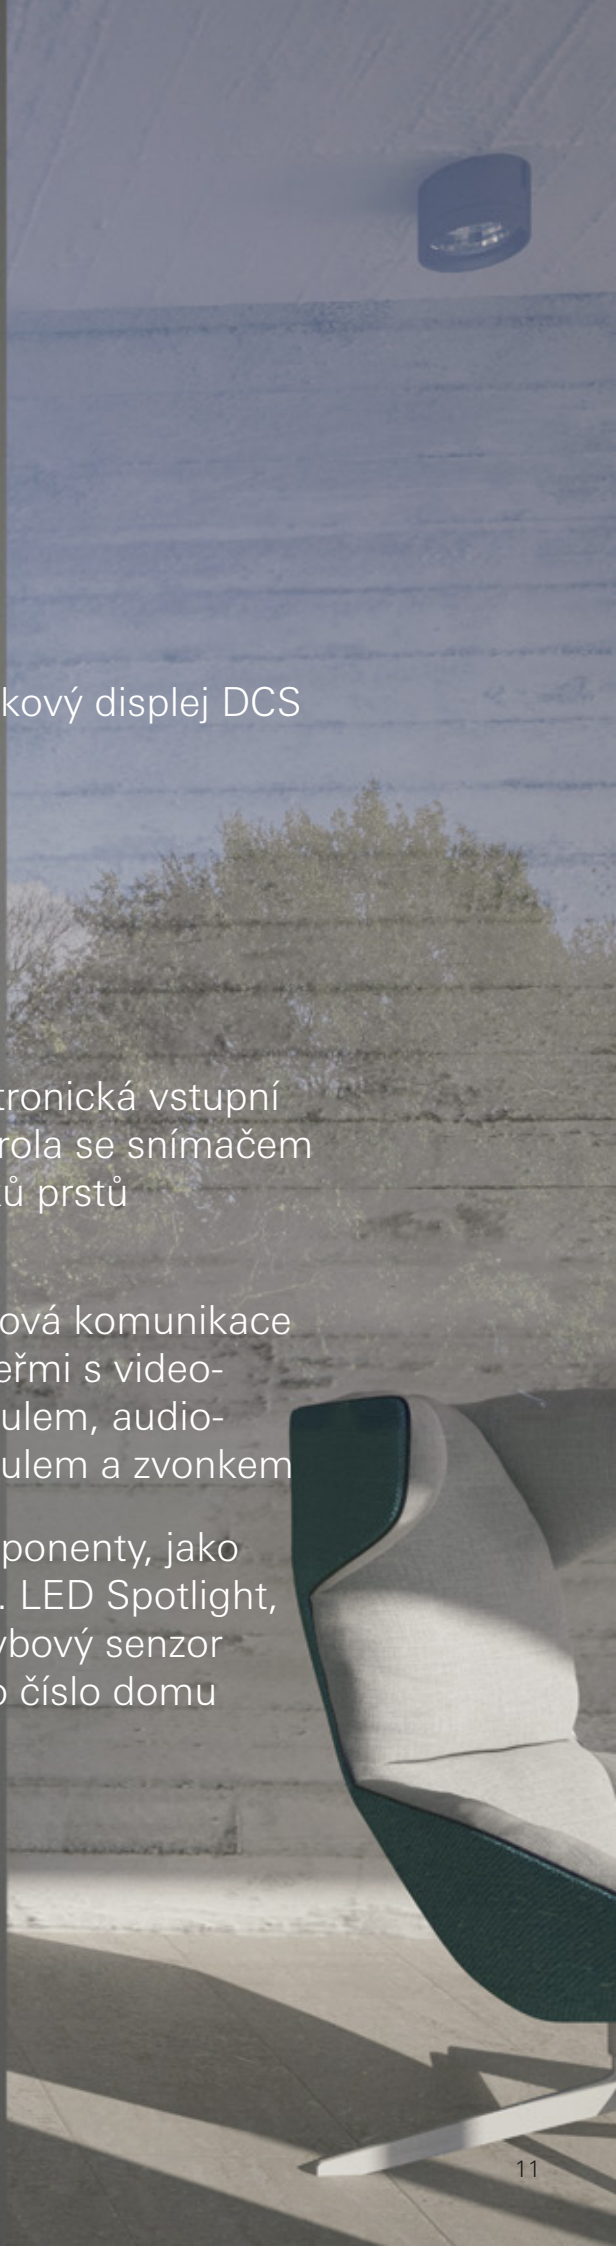 kový displej DCS
tronická vstupní
rola se snímačem
ů prstů
ová komunikace
eřmi s video-
ulem, audio-
ulem a zvonkem
ponenty, jako
. LED Spotlight,
ybový senzor
o číslo domu
11